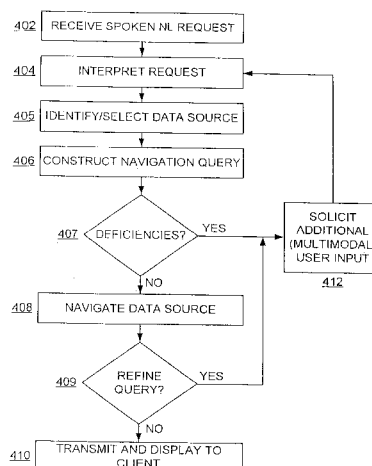 402 RECEIVE SPOKEN NL REQUEST
404 INTERPRET REQUEST
405 IDENTIFY/SELECT DATA SOURCE
406 CONSTRUCT NAVIGATION QUERY
407 DEFICIENCIES? YES
SOLICIT
ADDITIONAL
(MULTIMODAL
USER INPUT
412
NO
408 NAVIGATE DATA SOURCE
409 REFINE
QUERY? YES
NO
410 TRANSMIT AND DISPLAY TO
CLIENT